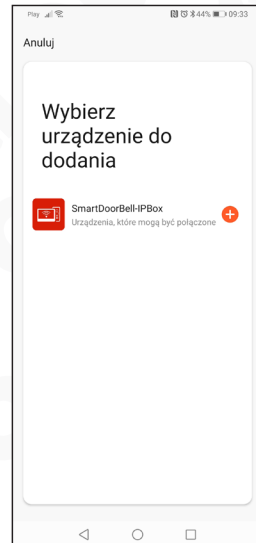 Play 44% 09:33
Anuluj
Wybierz
urządzenie do
dodania
SmartDoorBell-IPBox
Urządzenia, które mogą być połączone